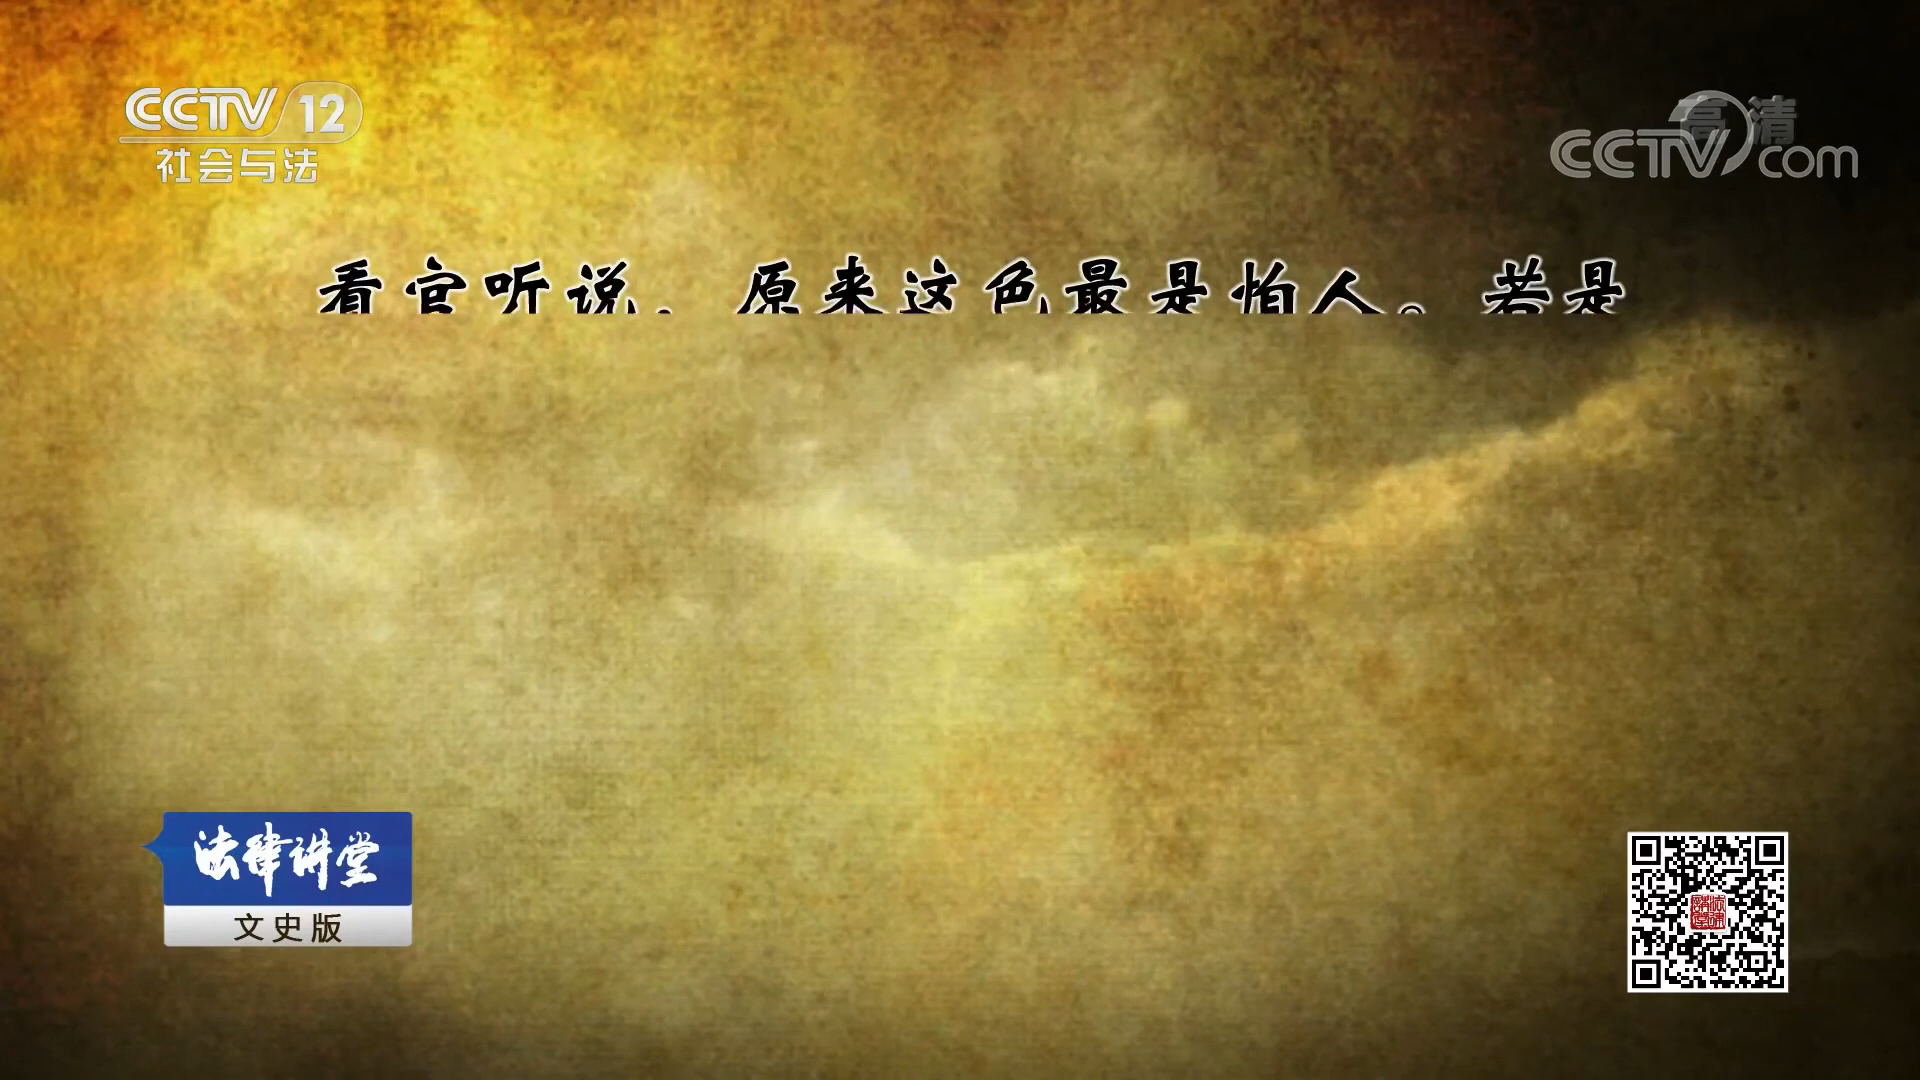 CCTV 12
社会与法
高清
CCTV com
看官听说，原来这色最是怕人。若是
法律讲堂
文史版